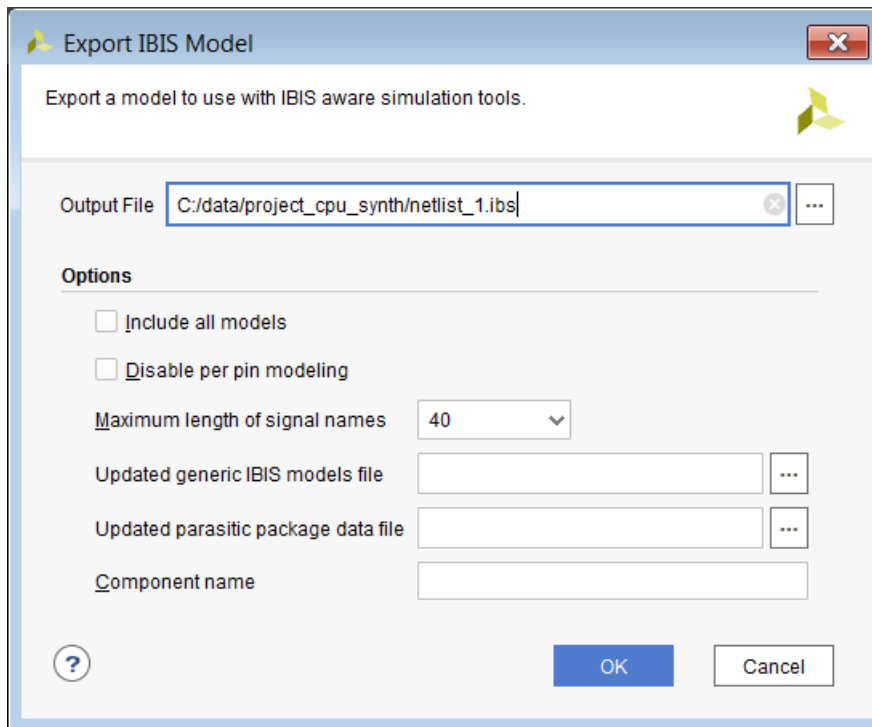 Export IBIS Model
Export a model to use with IBIS aware simulation tools.
Output File C:/data/project_cpu_synth/netlist_1.ibs ...
Options
Include all models
Disable per pin modeling
Maximum length of signal names 40
Updated generic IBIS models file ...
Updated parasitic package data file ...
Component name
? OK Cancel